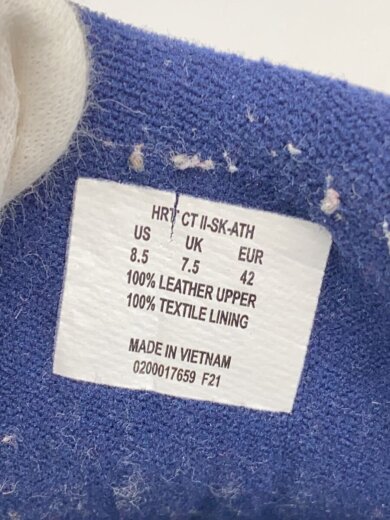 HRT CT II-SK-ATH
US UK EUR
8.5 7.5 42
100% LEATHER UPPER
100% TEXTILE LINING
MADE IN VIETNAM
0200017659 F21